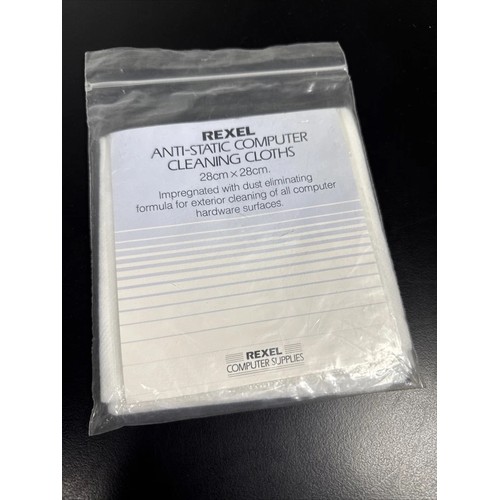 REXEL
ANTI-STATIC COMPUTER
CLEANING CLOTHS
28cm × 28cm.
Impregnated with dust eliminating
formula for exterior cleaning of all computer
hardware surfaces.
REXEL
COMPUTER SUPPLIES